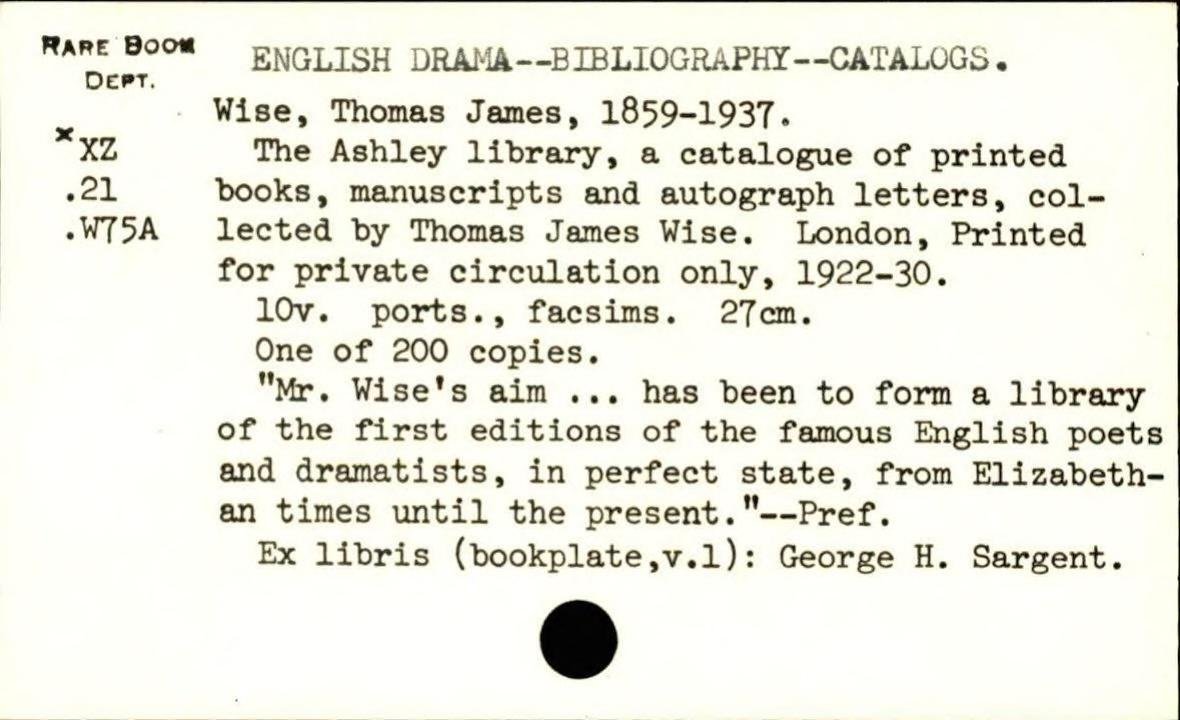 RARE BOOK
DEPT.
ENGLISH DRAMA--BIBLIOGRAPHY--CATALOGS.
Wise, Thomas James, 1859-1937.
*XZ
.21
.W75A
The Ashley library, a catalogue of printed
books, manuscripts and autograph letters, col-
lected by Thomas James Wise. London, Printed
for private circulation only, 1922-30.
10v. ports., facsims. 27cm.
One of 200 copies.
"Mr. Wise's aim ... has been to form a library
of the first editions of the famous English poets
and dramatists, in perfect state, from Elizabeth-
an times until the present."--Pref.
Ex libris (bookplate,v.1): George H. Sargent.